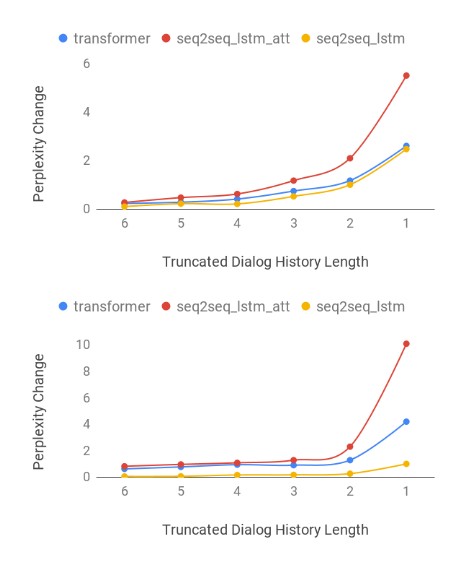 transformer seq2seq_lstm_att seq2seq_lstm
6
4
2
0
Perplexity Change
6 5 4 3 2 1
Truncated Dialog History Length
transformer seq2seq_lstm_att seq2seq_lstm
10
8
6
4
2
0
Perplexity Change
6 5 4 3 2 1
Truncated Dialog History Length